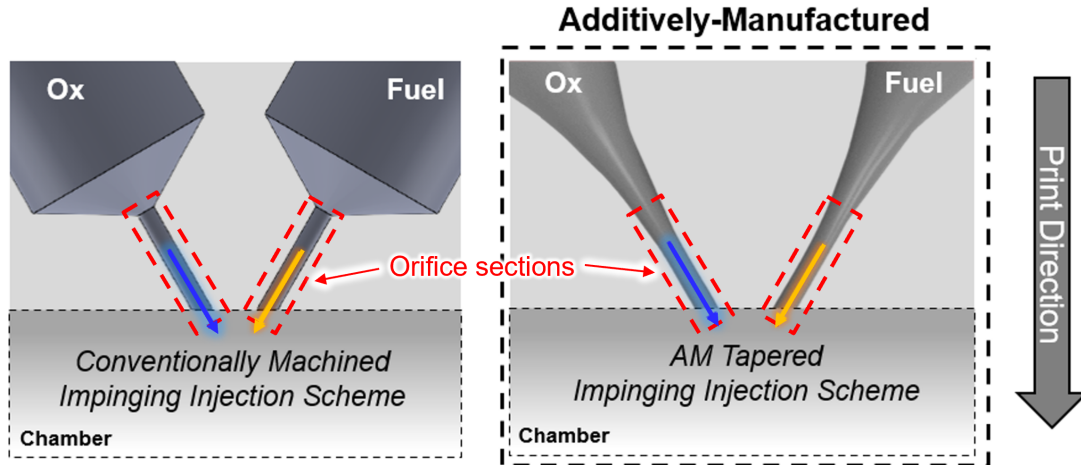 Additively-Manufactured
Ox
Fuel
Ox
Fuel
Print Direction
Orifice sections
Conventionally Machined
Impinging Injection Scheme
Chamber
AM Tapered
Impinging Injection Scheme
Chamber